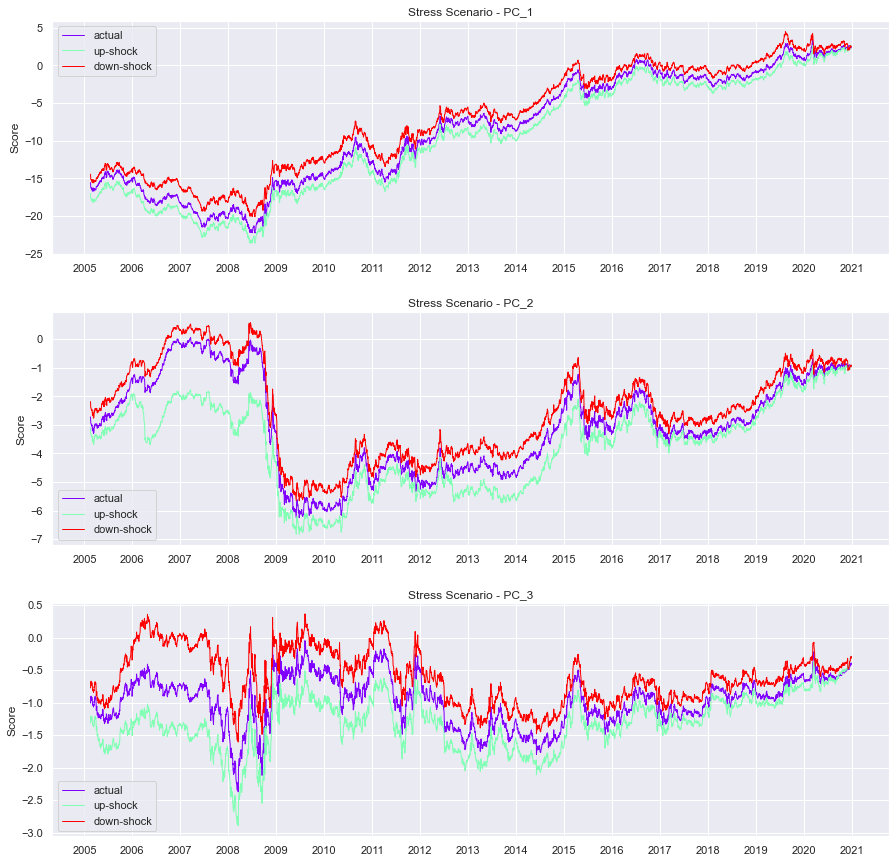 Stress Scenario - PC_1
actual
up-shock
down-shock
Score
5
0
−5
−10
−15
−20
−25
2005 2006 2007 2008 2009 2010 2011 2012 2013 2014 2015 2016 2017 2018 2019 2020 2021
Stress Scenario - PC_2
Score
0
−1
−2
−3
−4
−5
−6
−7
actual
up-shock
down-shock
2005 2006 2007 2008 2009 2010 2011 2012 2013 2014 2015 2016 2017 2018 2019 2020 2021
Stress Scenario - PC_3
Score
0.5
0.0
−0.5
−1.0
−1.5
−2.0
−2.5
−3.0
actual
up-shock
down-shock
2005 2006 2007 2008 2009 2010 2011 2012 2013 2014 2015 2016 2017 2018 2019 2020 2021